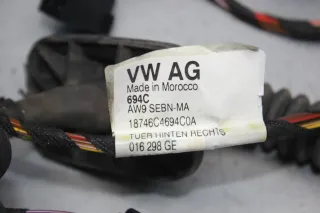 VW AG
Made in Morocco
694C
AW9 SEBN-MA
18746C4694C0A
TUER HINTEN RECHTS
016 298 GE